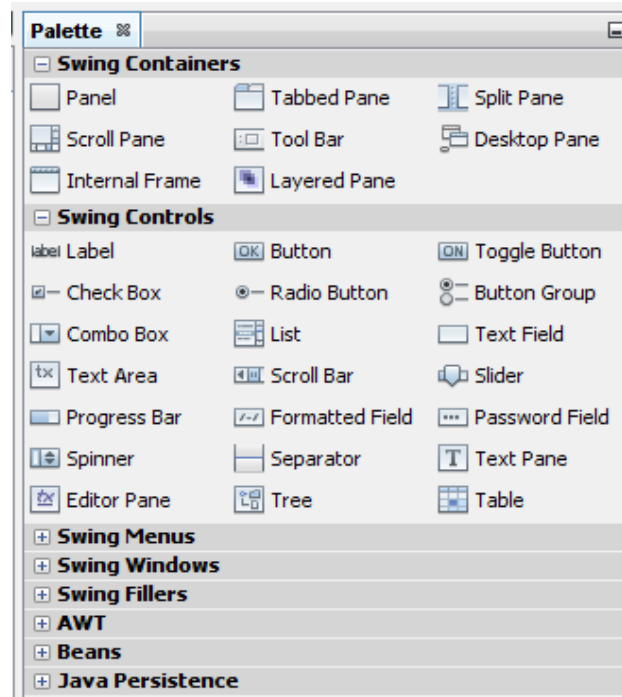 Palette
Swing Containers
Panel Tabbed Pane Split Pane
Scroll Pane Tool Bar Desktop Pane
Internal Frame Layered Pane
Swing Controls
label Label OK Button ON Toggle Button
Check Box Radio Button Button Group
Combo Box List Text Field
tx Text Area Scroll Bar Slider
Progress Bar Formatted Field Password Field
Spinner Separator T Text Pane
tx Editor Pane Tree Table
Swing Menus
Swing Windows
Swing Fillers
AWT
Beans
Java Persistence